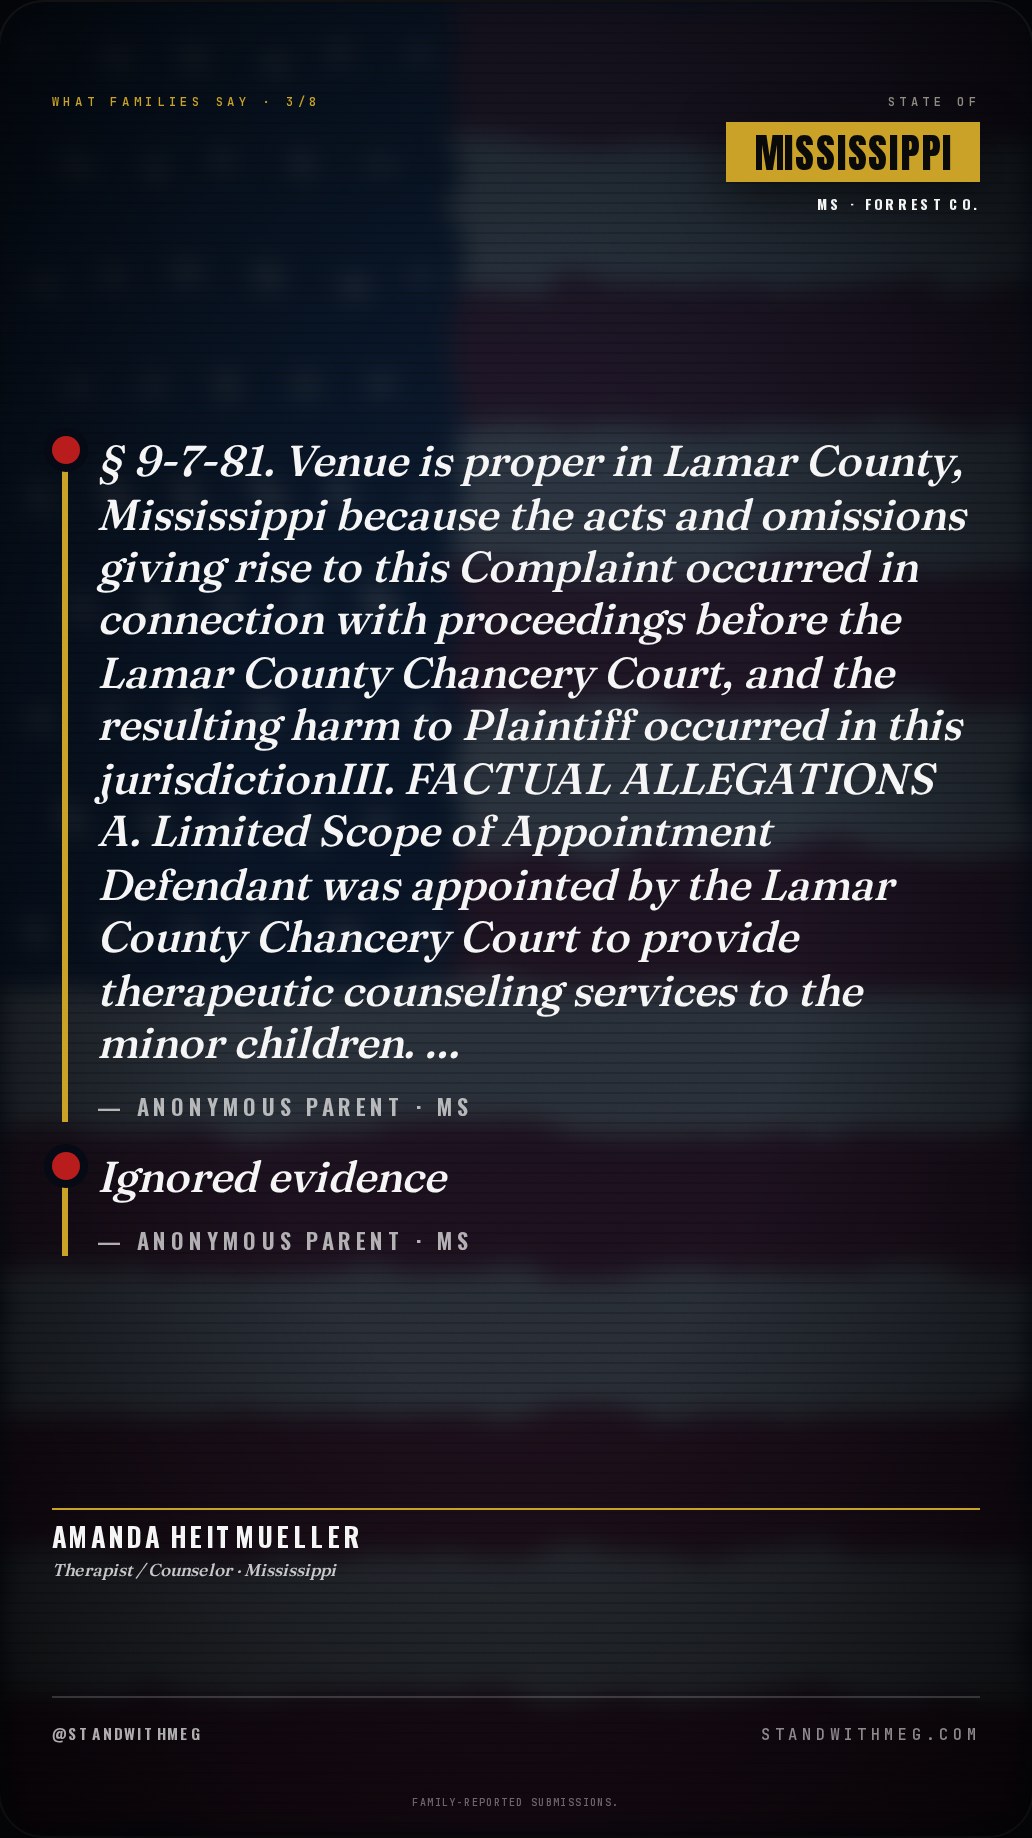 WHAT FAMILIES SAY · 3/8
STATE OF
MISSISSIPPI
MS · FORREST CO.
§ 9-7-81. Venue is proper in Lamar County,
Mississippi because the acts and omissions
giving rise to this Complaint occurred in
connection with proceedings before the
Lamar County Chancery Court, and the
resulting harm to Plaintiff occurred in this
jurisdictionIII. FACTUAL ALLEGATIONS
A. Limited Scope of Appointment
Defendant was appointed by the Lamar
County Chancery Court to provide
therapeutic counseling services to the
minor children. ...
— ANONYMOUS PARENT · MS
Ignored evidence
— ANONYMOUS PARENT · MS
AMANDA HEITMUELLER
Therapist / Counselor · Mississippi
@STANDWITHMEG
STANDWITHMEG.COM
FAMILY-REPORTED SUBMISSIONS.